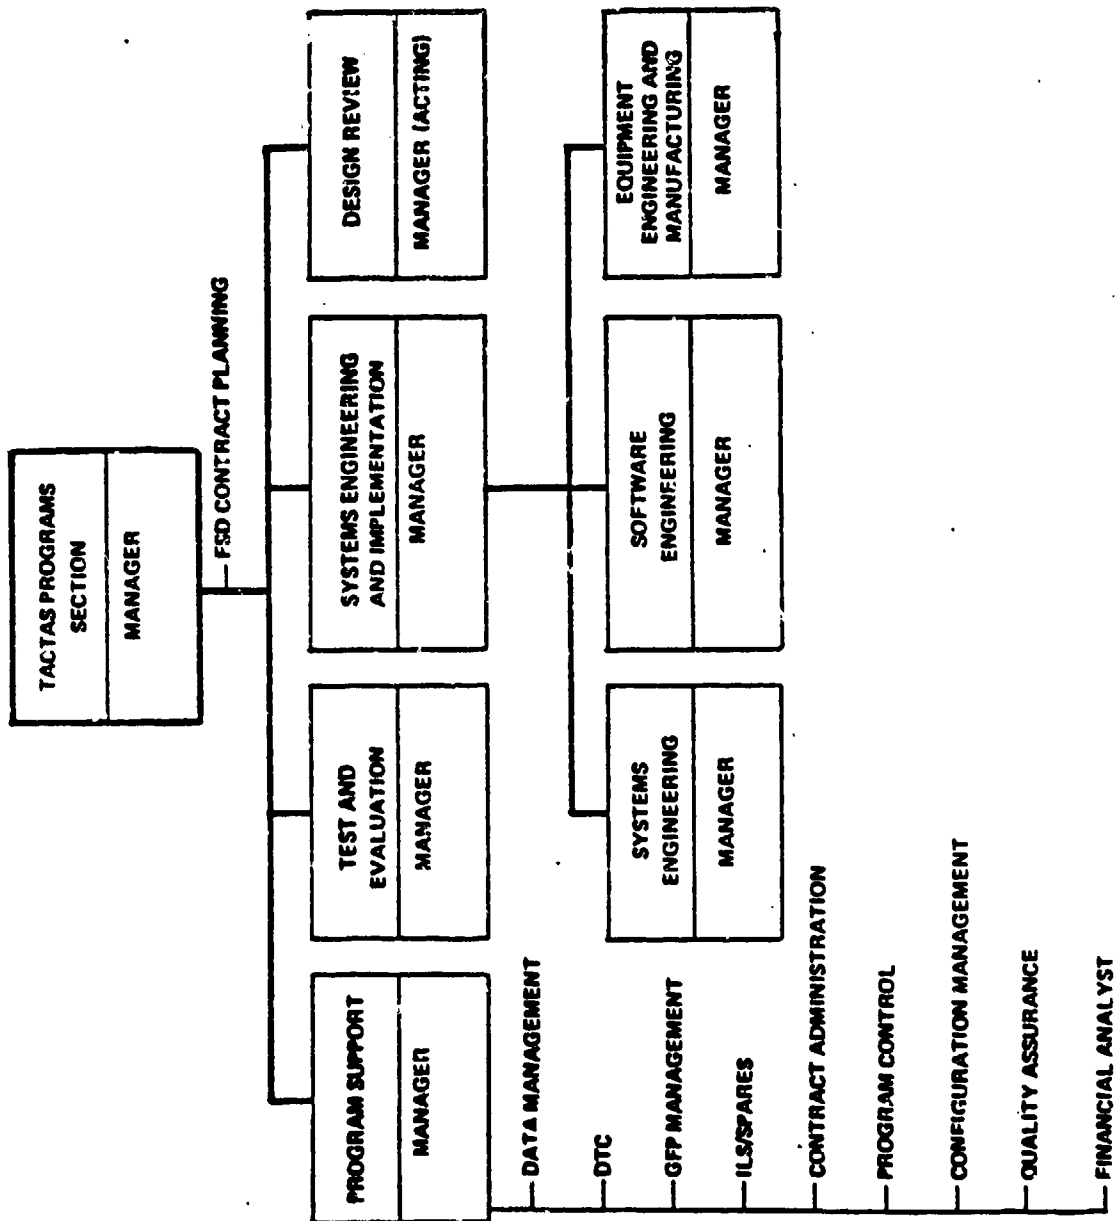 TACTAS PROGRAMS
SECTION
MANAGER
FSD CONTRACT PLANNING
PROGRAM SUPPORT
MANAGER
TEST AND
EVALUATION
MANAGER
SYSTEMS ENGINEERING
AND IMPLEMENTATION
MANAGER
DESIGN REVIEW
MANAGER (ACTING)
DATA MANAGEMENT
DTC
GFP MANAGEMENT
ILS/SPARES
CONTRACT ADMINISTRATION
PROGRAM CONTROL
CONFIGURATION MANAGEMENT
QUALITY ASSURANCE
FINANCIAL ANALYST
SYSTEMS
ENGINEERING
MANAGER
SOFTWARE
ENGINEERING
MANAGER
EQUIPMENT
ENGINEERING AND
MANUFACTURING
MANAGER